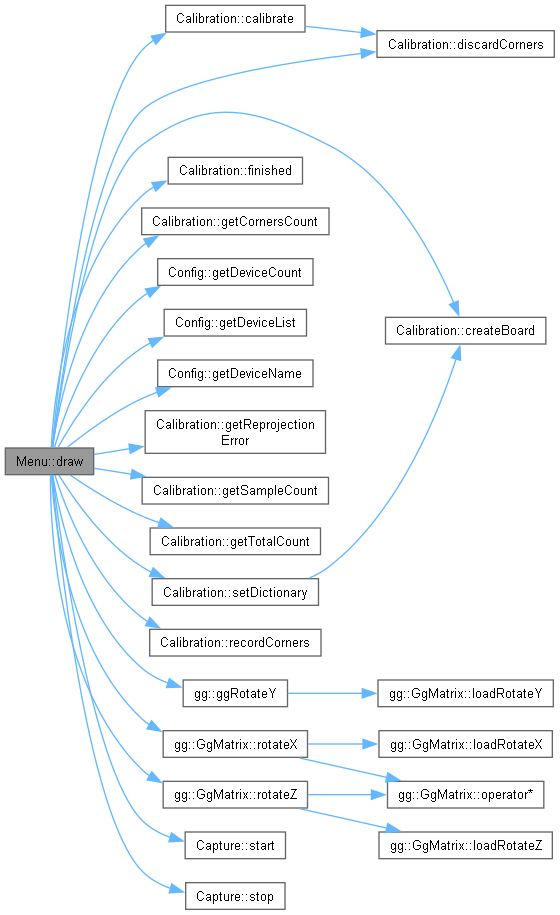 Calibration::calibrate
Calibration::discardCorners
Calibration::finished
Calibration::getCornersCount
Config::getDeviceCount
Config::getDeviceList
Calibration::createBoard
Config::getDeviceName
Calibration::getReprojection
Error
Menu::draw
Calibration::getSampleCount
Calibration::getTotalCount
Calibration::setDictionary
Calibration::recordCorners
gg::ggRotateY
gg::GgMatrix::loadRotateY
gg::GgMatrix::rotateX
gg::GgMatrix::loadRotateX
gg::GgMatrix::rotateZ
gg::GgMatrix::operator*
Capture::start
gg::GgMatrix::loadRotateZ
Capture::stop